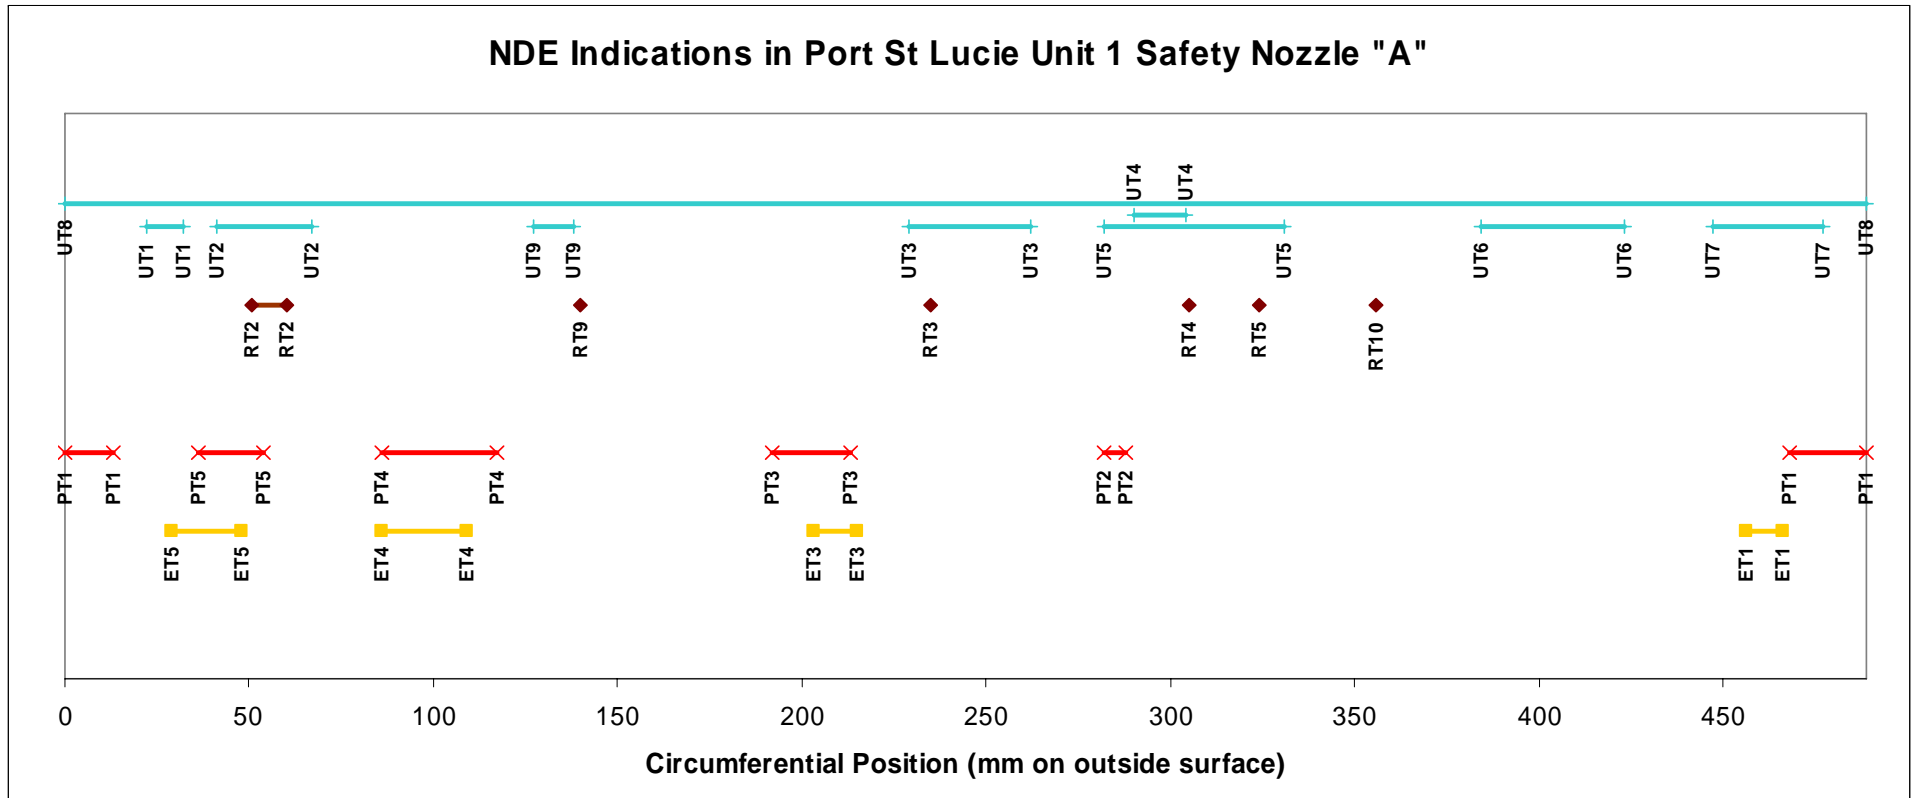 NDE Indications in Port St Lucie Unit 1 Safety Nozzle "A"
UT4 UT4
UT8 UT1 UT1 UT2 UT2 UT9 UT9 UT3 UT3 UT5 UT5 UT6 UT6 UT7 UT7 UT8
RT2 RT2 RT9 RT3 RT4 RT5 RT10
PT1 PT1 PT5 PT5 PT4 PT4 PT3 PT3 PT2 PT2 PT1 PT1
ET5 ET5 ET4 ET4 ET3 ET3 ET1 ET1
0 50 100 150 200 250 300 350 400 450
Circumferential Position (mm on outside surface)